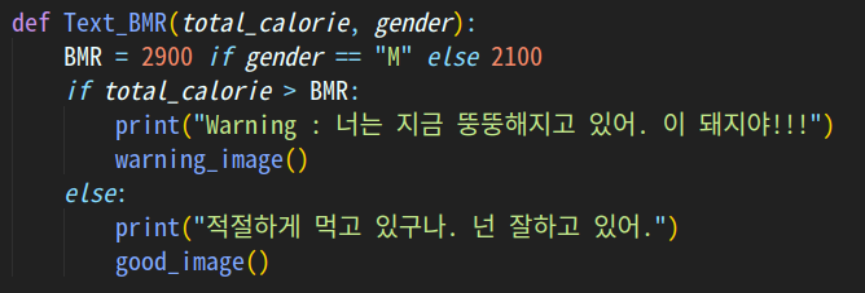 def Text_BMR(total_calorie, gender):
    BMR = 2900 if gender == "M" else 2100
    if total_calorie > BMR:
        print("Warning : 너는 지금 뚱뚱해지고 있어. 이 돼지야!!!")
        warning_image()
    else:
        print("적절하게 먹고 있구나. 넌 잘하고 있어.")
        good_image()